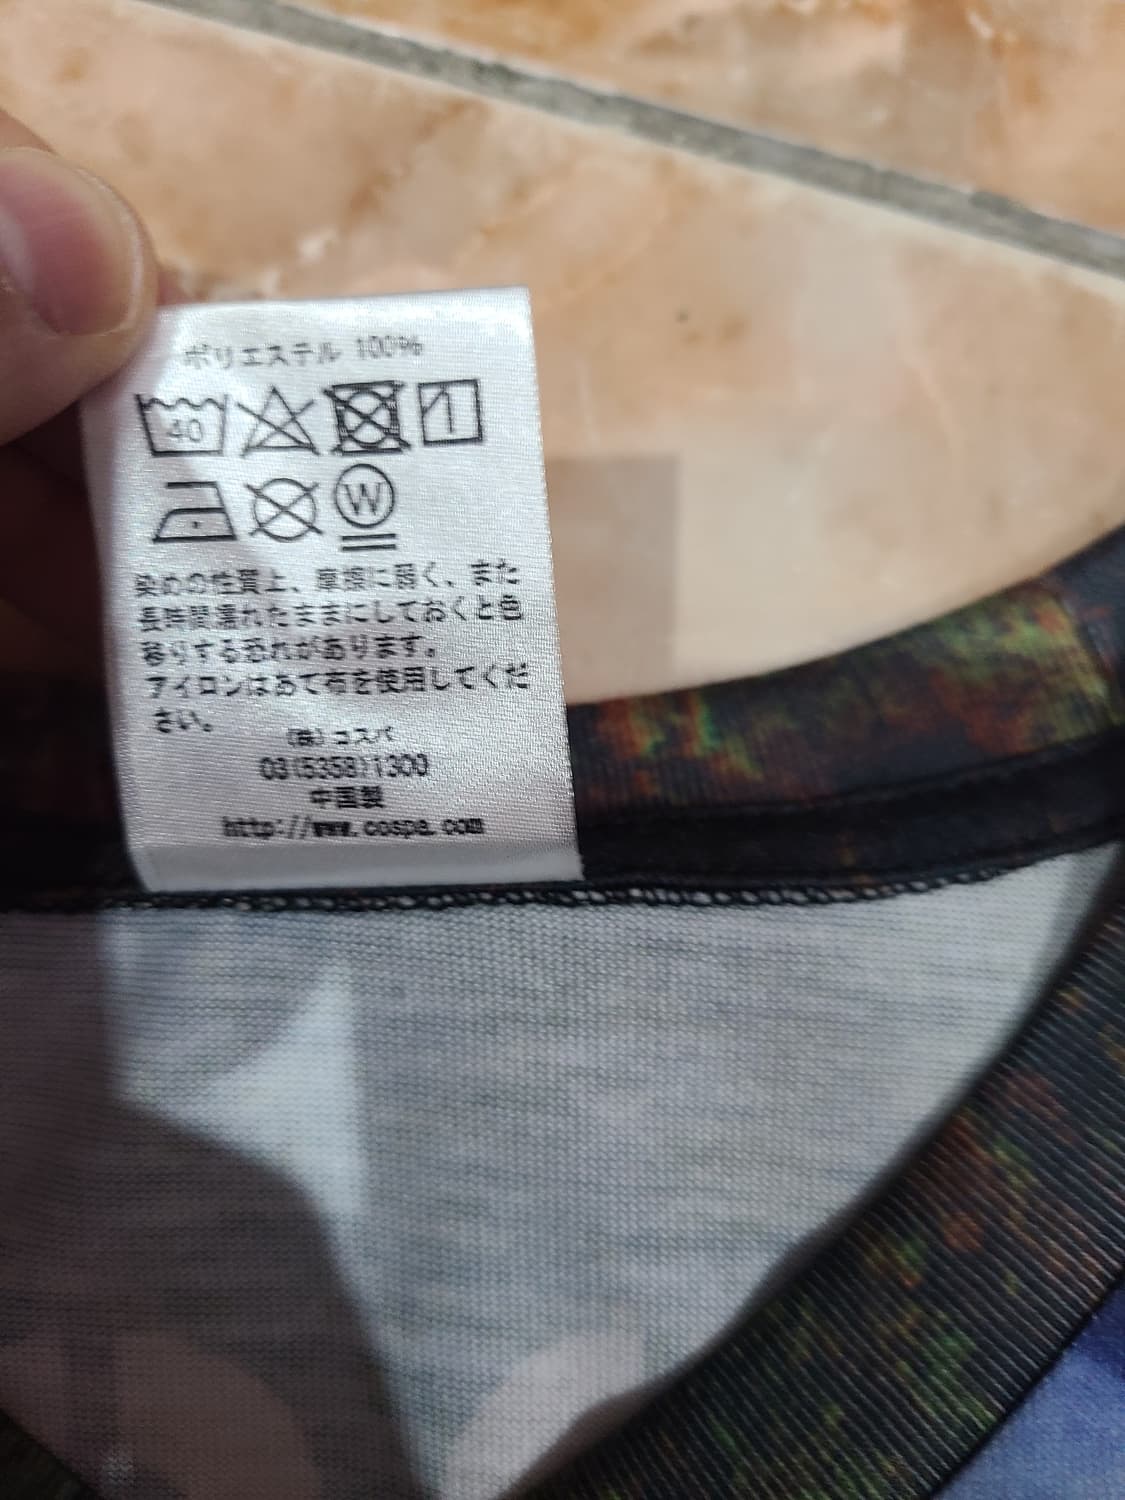 ポリエステル 100%
40
W
染めの性質上、摩擦に弱く、また
長時間濡れたままにしておくと色
移りする恐れがあります。
アイロンはあて布を使用してくだ
さい。
(株)コスパ
03(5358)1300
中国製
http://www.cospa.com